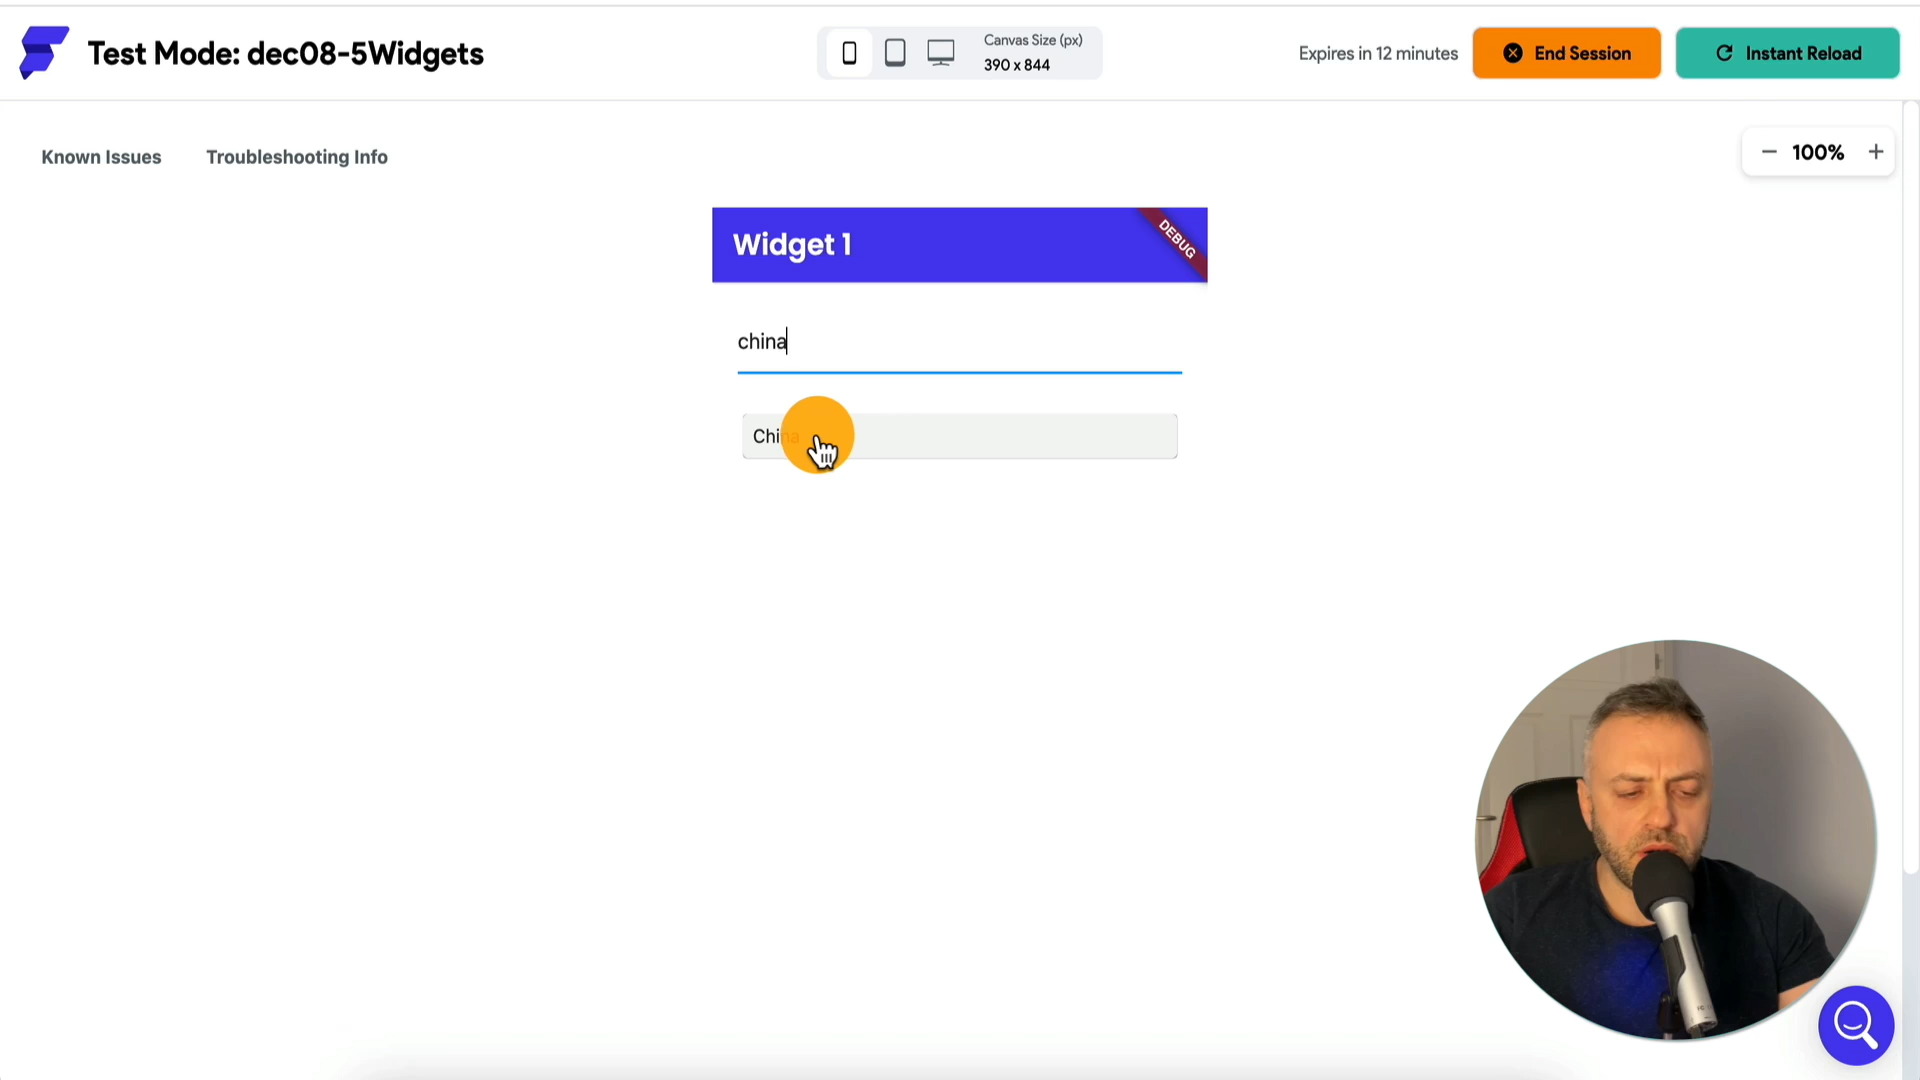 Test Mode: dec08-5Widgets
Canvas Size (px)
390 x 844
Expires in 12 minutes
End Session
Instant Reload
Known Issues
Troubleshooting Info
100%
Widget 1
DEBUG
china
China